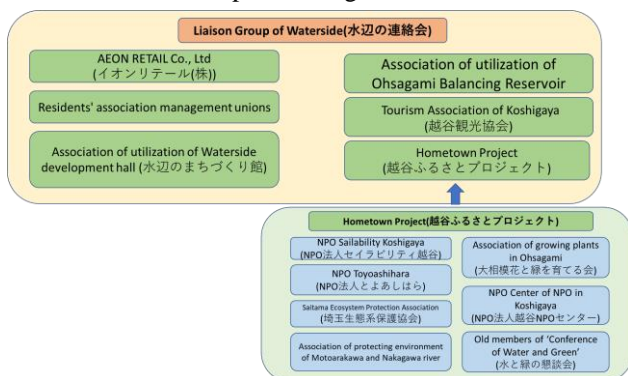 Liaison Group of Waterside(水辺の連絡会)
AEON RETAIL Co., Ltd
(イオンリテール(株))
Residents' association management unions
Association of utilization of Waterside
development hall (水辺のまちづくり館)
Association of utilization of
Ohsagami Balancing Reservoir
Tourism Association of Koshigaya
(越谷観光協会)
Hometown Project
(越谷ふるさとプロジェクト)
Hometown Project(越谷ふるさとプロジェクト)
NPO Sailability Koshigaya
(NPO法人セイラビリティ越谷)
NPO Toyoashihara
(NPO法人とよあしはら)
Saitama Ecosystem Protection Association
(埼玉生態系保護協会)
Association of protecting environment
of Motoarakawa and Nakagawa river
Association of growing plants
in Ohsagami
(大相模花と緑を育てる会)
NPO Center of NPO in
Koshigaya
(NPO法人越谷NPOセンター)
Old members of 'Conference
of Water and Green'
(水と緑の懇談会)